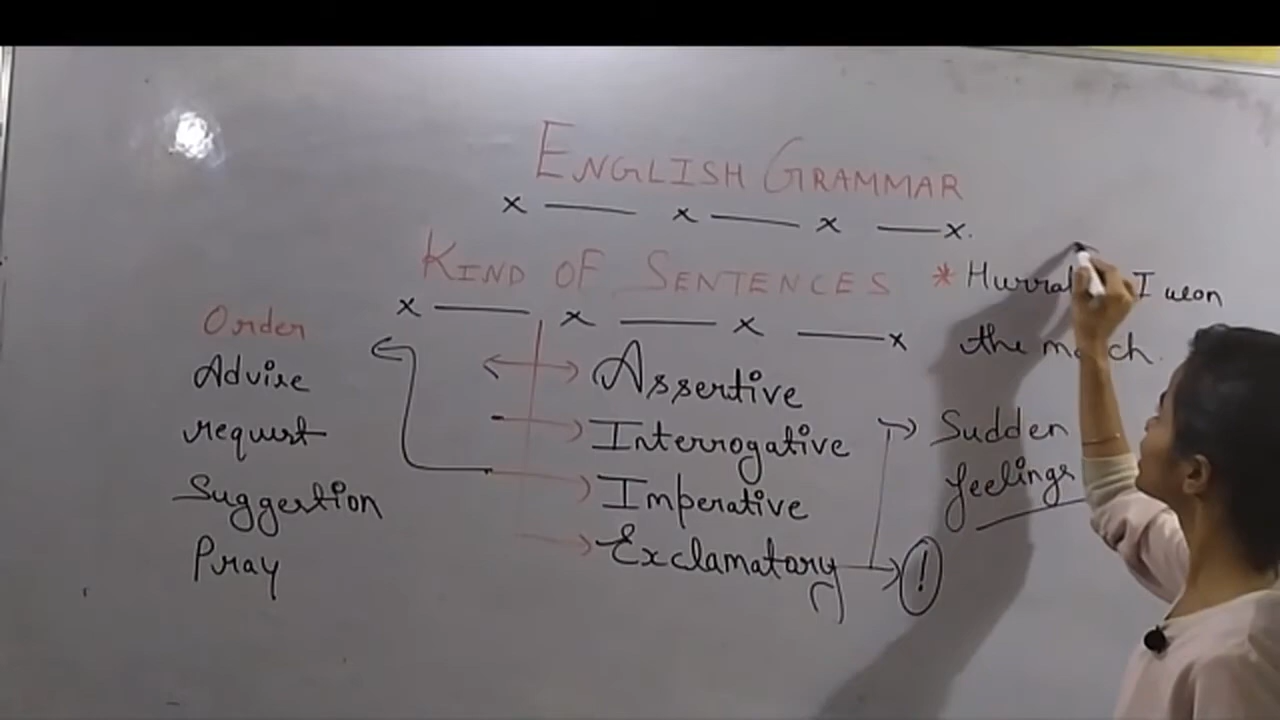 ENGLISH GRAMMAR
KIND OF SENTENCES
Order
Advise
request
Suggestion
Pray
Assertive
Interrogative
Imperative
Exclamatory
!
Sudden
feelings
* I won
the